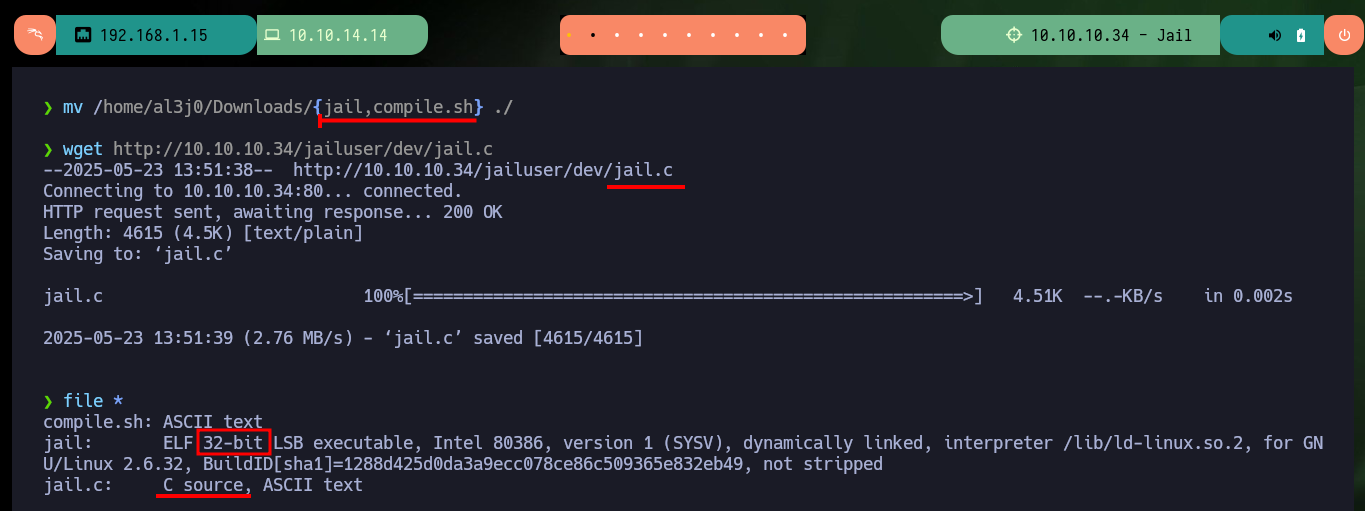 192.168.1.15 10.10.14.14 10.10.10.34 - Jail
❯ mv /home/al3j0/Downloads/{jail,compile.sh} ./
❯ wget http://10.10.10.34/jailuser/dev/jail.c
--2025-05-23 13:51:38--  http://10.10.10.34/jailuser/dev/jail.c
Connecting to 10.10.10.34:80... connected.
HTTP request sent, awaiting response... 200 OK
Length: 4615 (4.5K) [text/plain]
Saving to: ‘jail.c’
jail.c 100%[=======================================================>] 4.51K --.-KB/s in 0.002s
2025-05-23 13:51:39 (2.76 MB/s) - ‘jail.c’ saved [4615/4615]
❯ file *
compile.sh: ASCII text
jail: ELF 32-bit LSB executable, Intel 80386, version 1 (SYSV), dynamically linked, interpreter /lib/ld-linux.so.2, for GN
U/Linux 2.6.32, BuildID[sha1]=1288d425d0da3a9ecc078ce86c509365e832eb49, not stripped
jail.c: C source, ASCII text